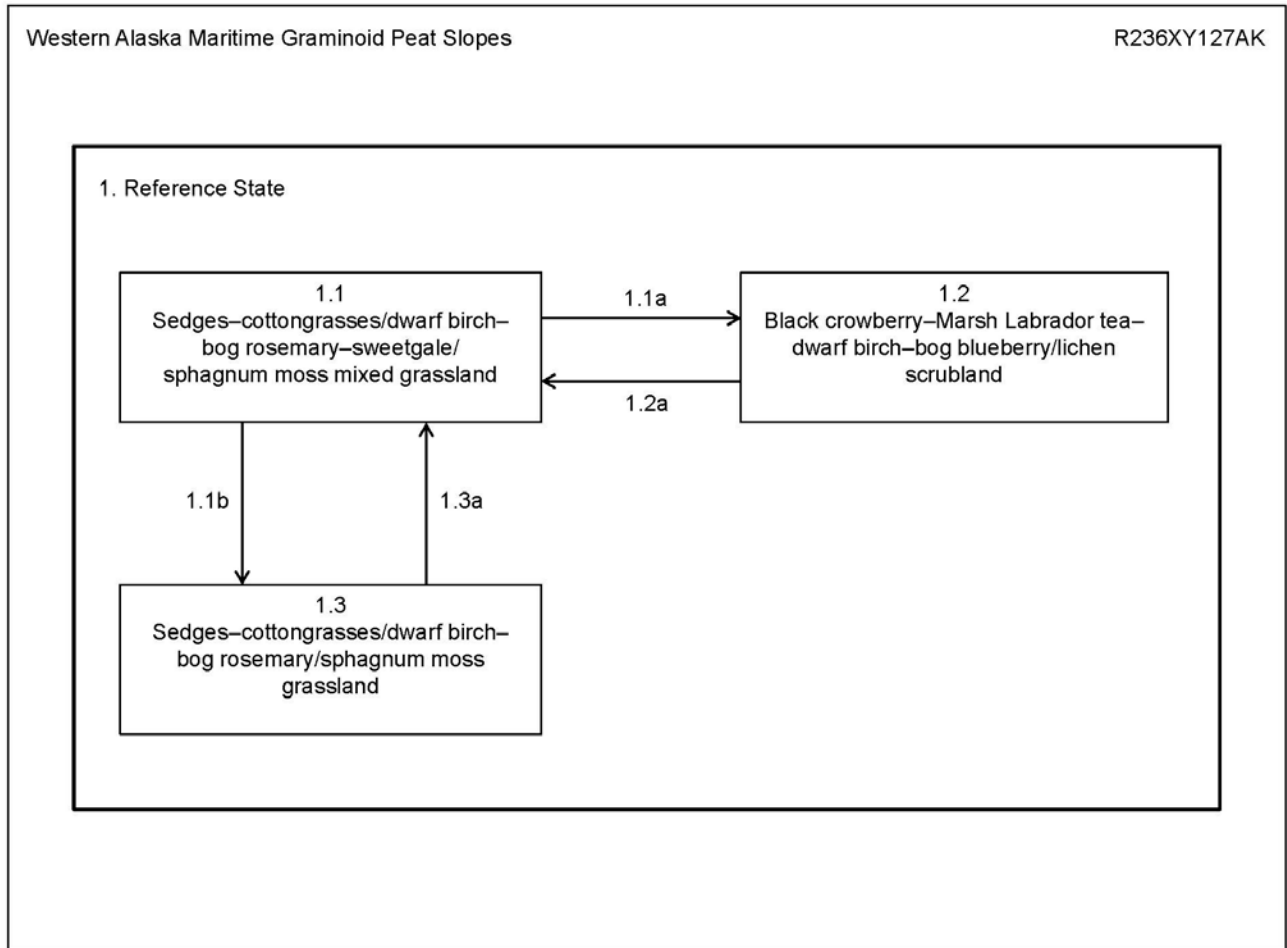 Western Alaska Maritime Graminoid Peat Slopes
R236XY127AK
1. Reference State
1.1
Sedges–cottongrasses/dwarf birch–
bog rosemary–sweetgale/
sphagnum moss mixed grassland
1.1a
1.2a
1.2
Black crowberry–Marsh Labrador tea–
dwarf birch–bog blueberry/lichen
scrubland
1.1b
1.3a
1.3
Sedges–cottongrasses/dwarf birch–
bog rosemary/sphagnum moss
grassland